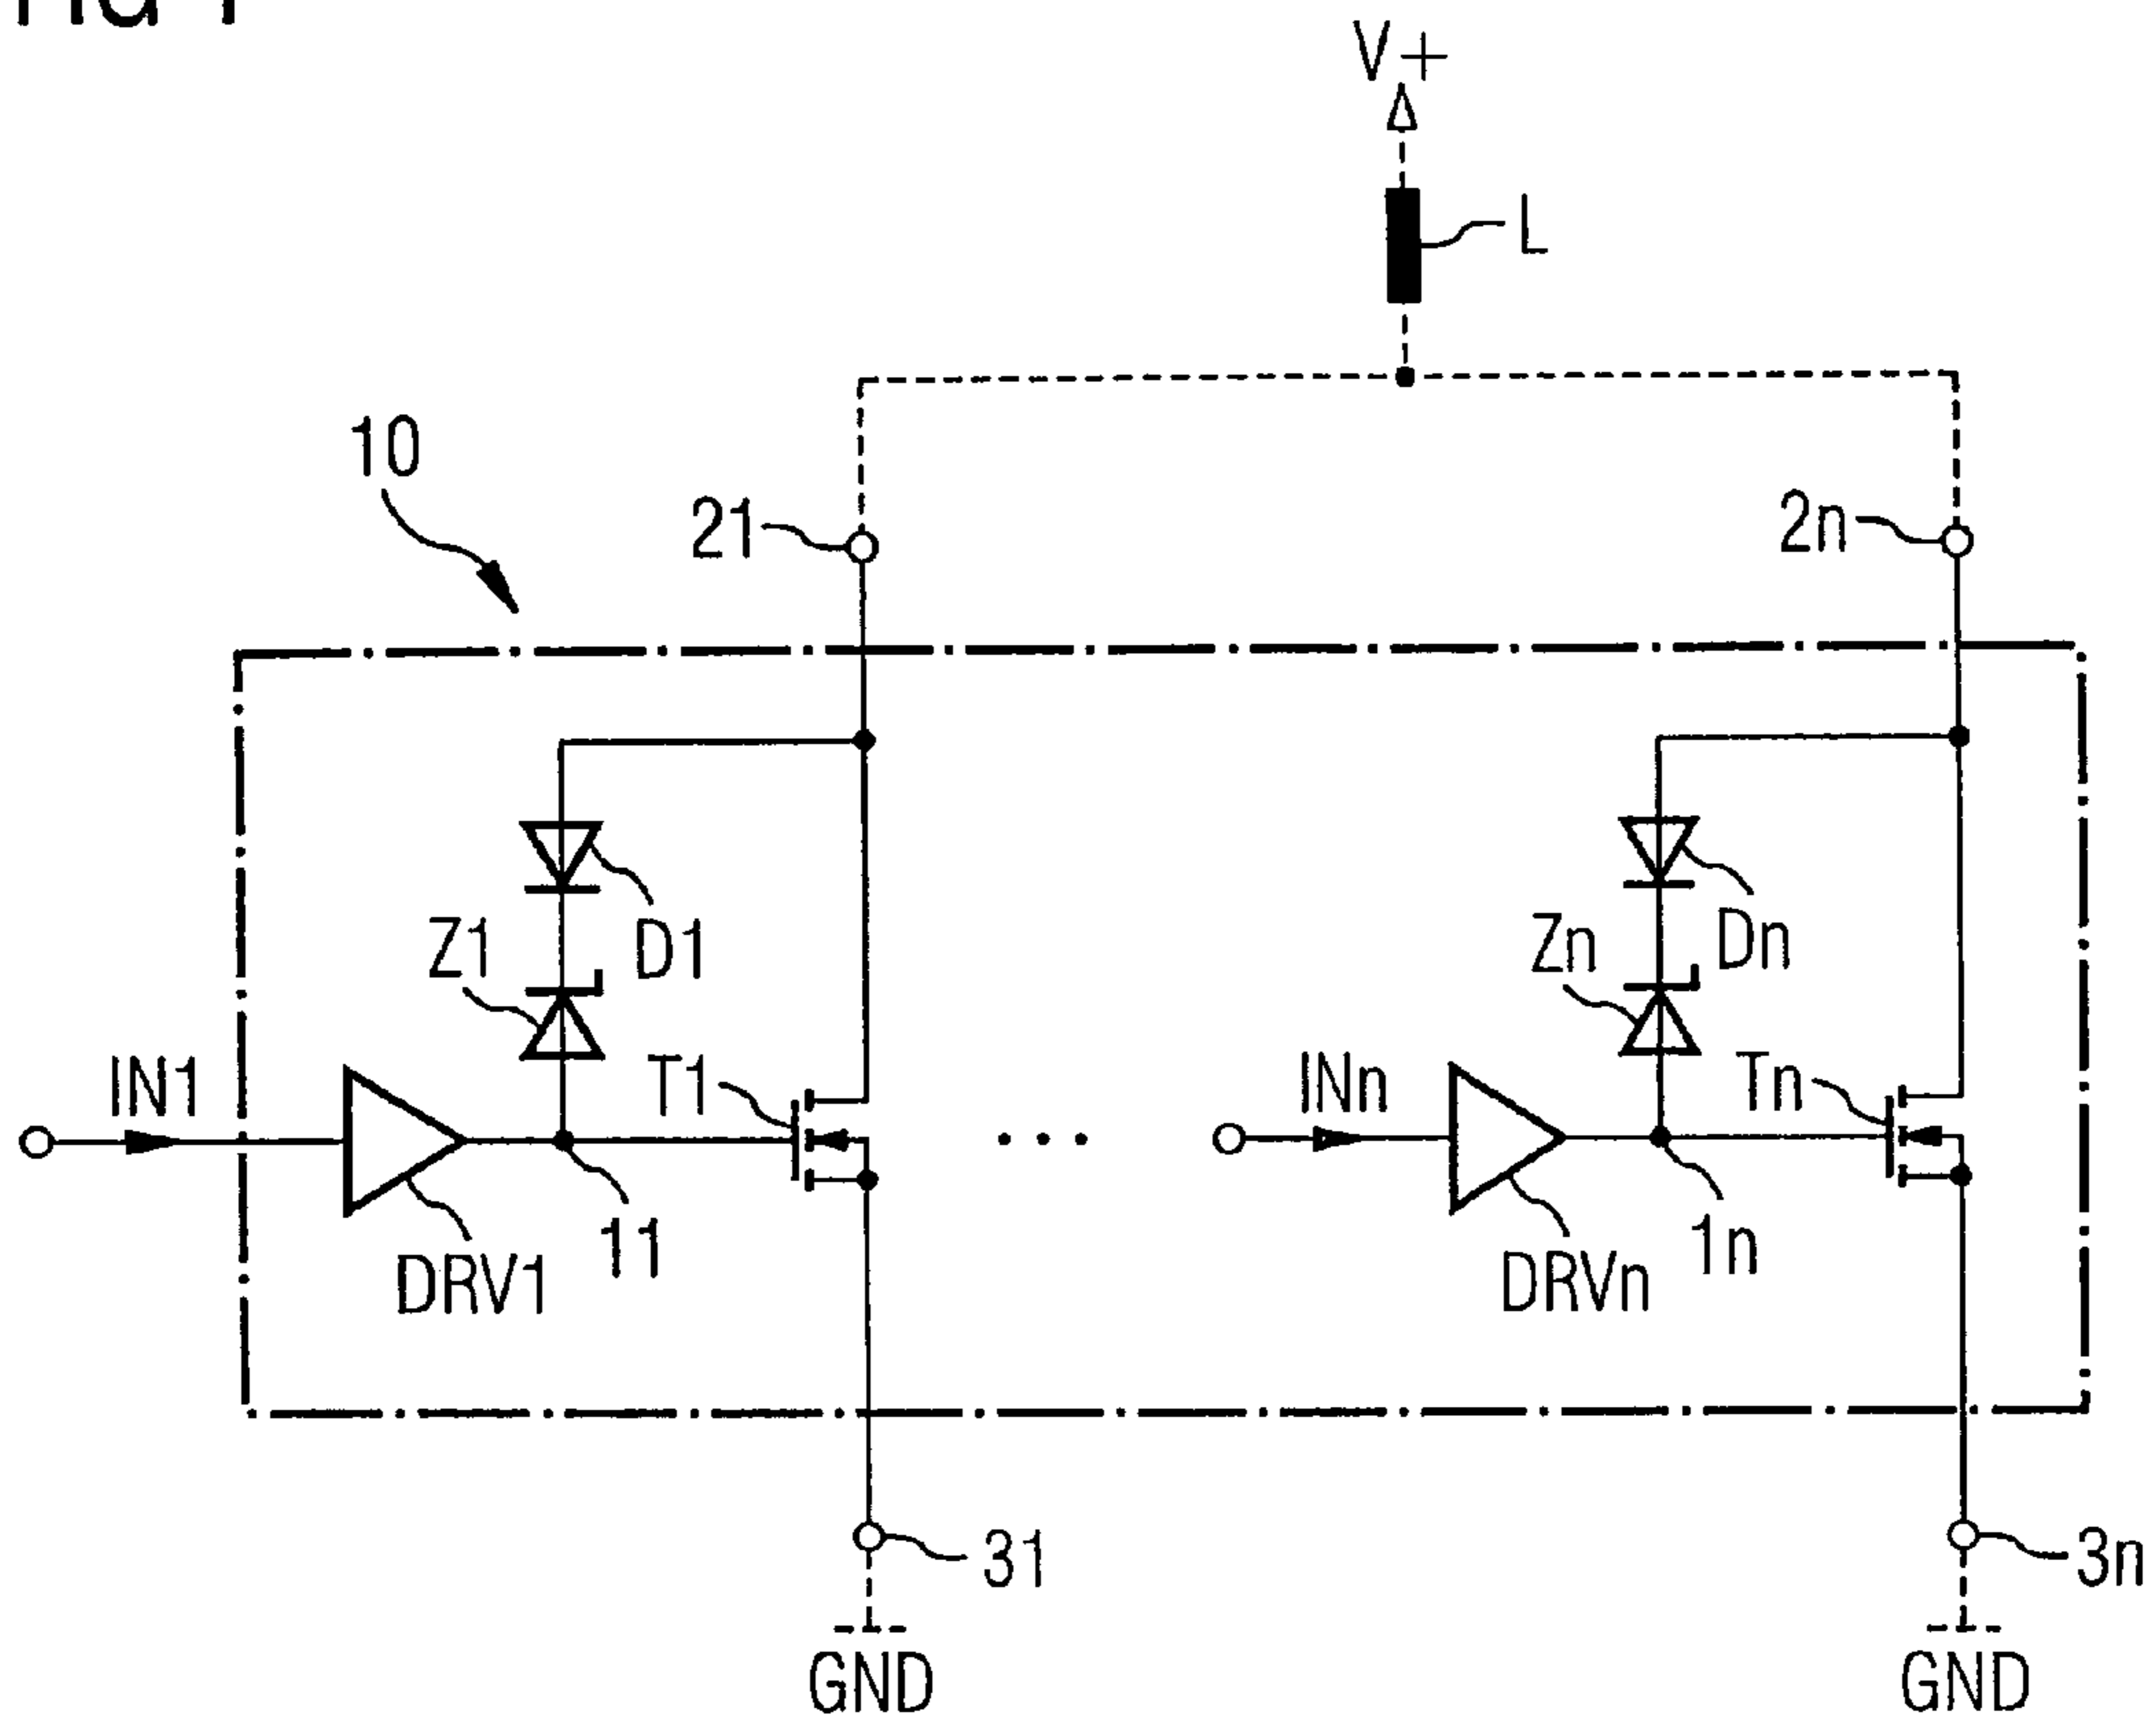 V+
L
10
21
2n
D1
Dn
Z1
Zn
IN1
T1
INn
Tn
11
1n
DRV1
DRVn
31
3n
GND
GND